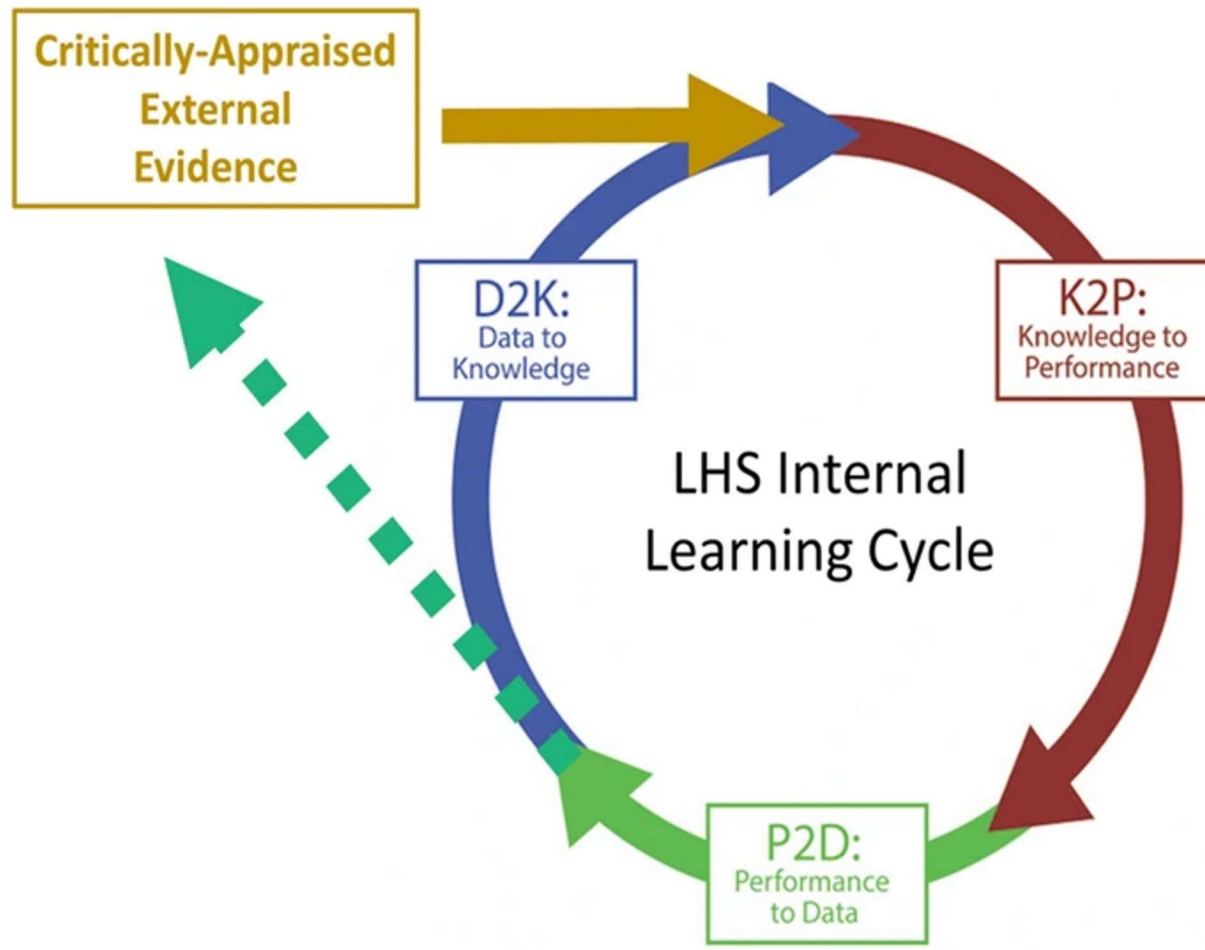 Critically-Appraised
External
Evidence
D2K:
Data to
Knowledge
K2P:
Knowledge to
Performance
LHS Internal
Learning Cycle
P2D:
Performance
to Data